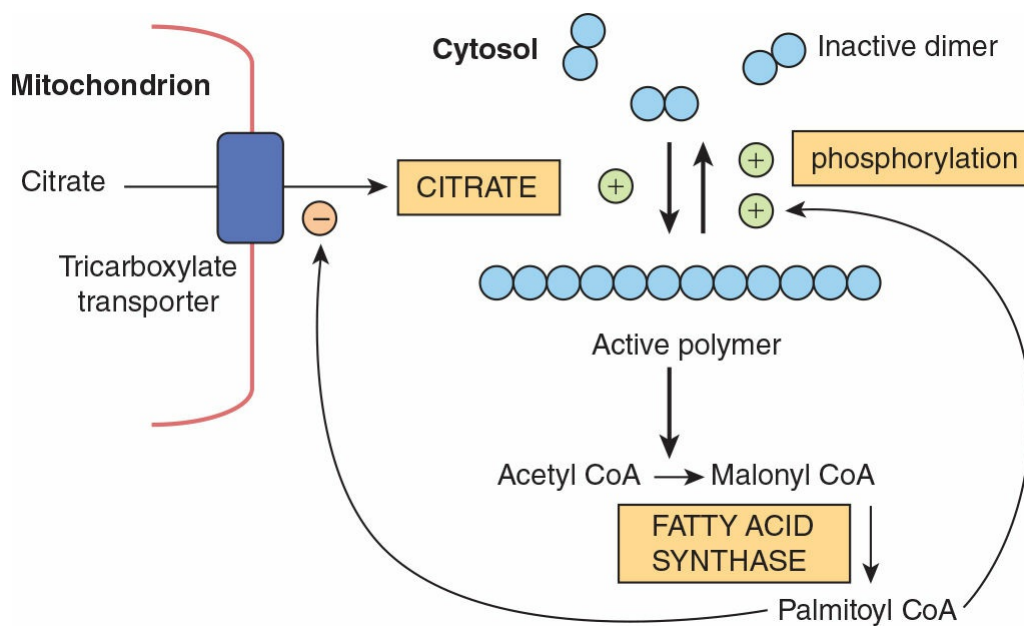 Cytosol
Inactive dimer
Mitochondrion
phosphorylation
+
Citrate
CITRATE
+
+
−
Tricarboxylate
transporter
Active polymer
Acetyl CoA
Malonyl CoA
FATTY ACID
SYNTHASE
Palmitoyl CoA